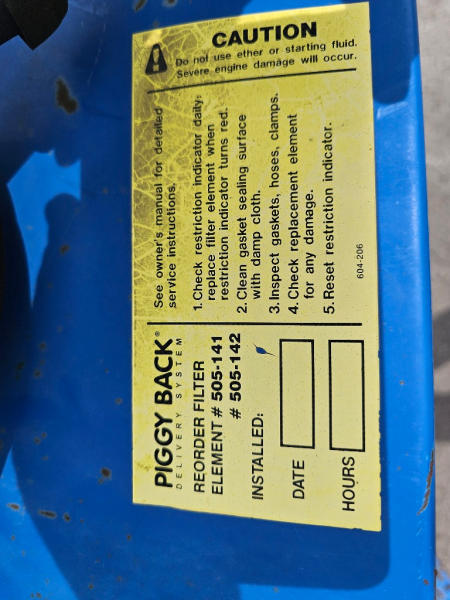 CAUTION
Do not use ether or starting fluid.
Severe engine damage will occur.
See owner's manual for detailed
service instructions.
1. Check restriction indicator daily:
replace filter element when
restriction indicator turns red.
2. Clean gasket sealing surface
with damp cloth.
3. Inspect gaskets, hoses, clamps.
4. Check replacement element
for any damage.
5. Reset restriction indicator.
604-206
PIGGY BACK®
DELIVERY SYSTEM
REORDER FILTER
ELEMENT # 505-141
# 505-142
INSTALLED:
DATE
HOURS